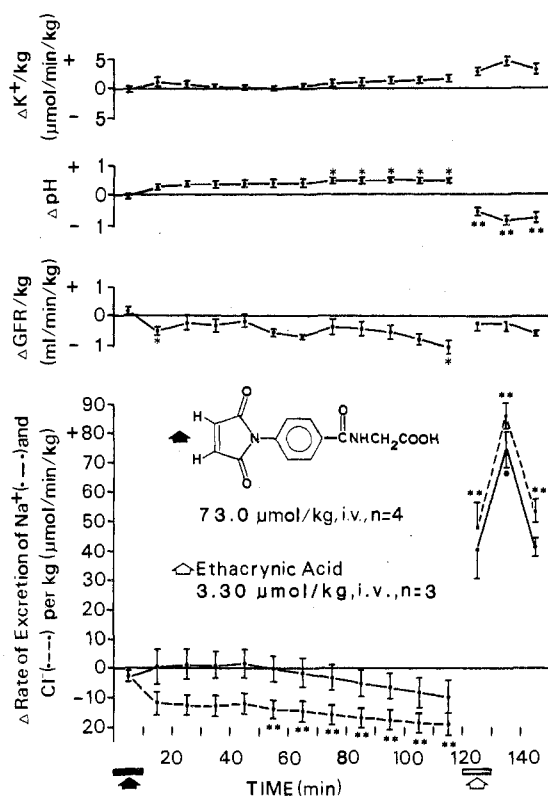 ΔK+/kg
(μmol/min/kg)
+ 5
0
- 5
ΔpH
+ 1
0
- 1
* * * * *
** ** **
ΔGFR/kg
(ml/min/kg)
+ 1
0
- 1
*
*
Δ Rate of Excretion of Na+(·—·) and
Cl-(·---·) per kg (μmol/min/kg)
90
+80
70
60
50
40
30
20
10
0
-10
20
O
H
H
N
O
O
CNHCH2COOH
73.0 μmol/kg,i.v.,n=4
Ethacrynic Acid
3.30 μmol/kg,i.v.,n=3
** ** **
** ** ** ** ** ** **
20 40 60 80 100 120 140
TIME (min)